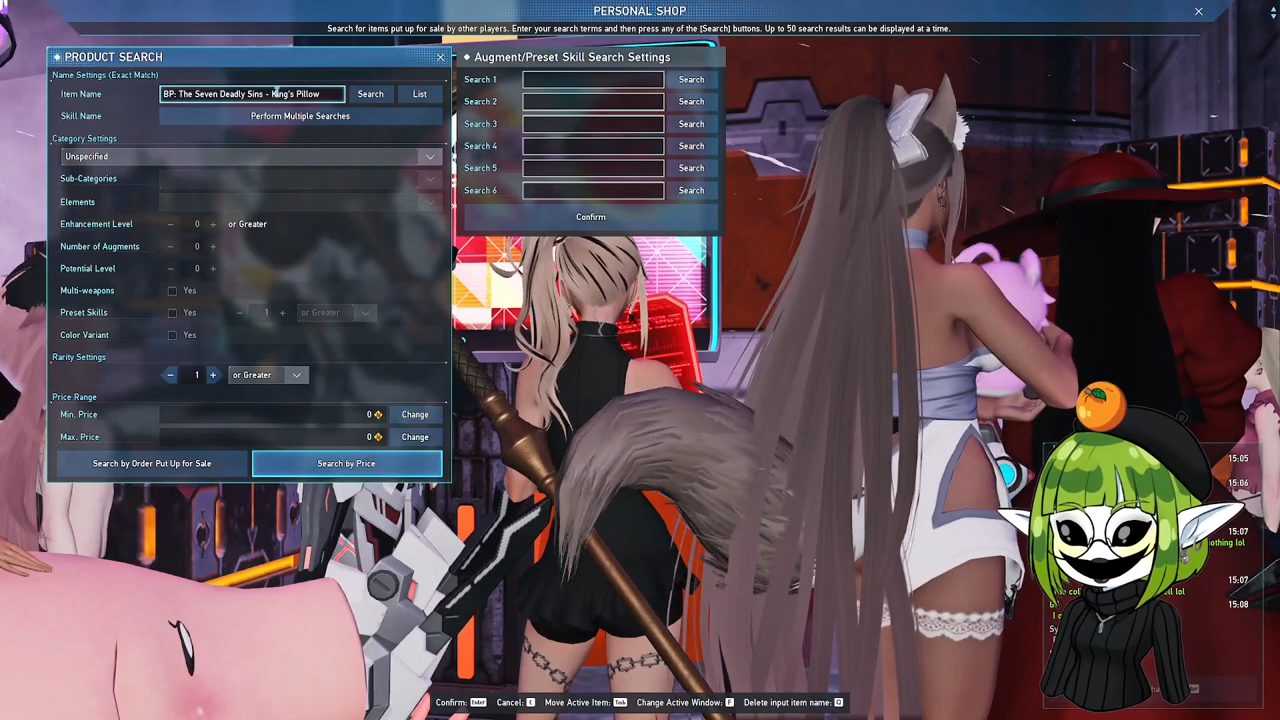 PERSONAL SHOP
Search for items put up for sale by other players. Enter your search terms and then press any of the [Search] buttons. Up to 50 search results can be displayed at a time.
PRODUCT SEARCH
Name Settings (Exact Match)
Item Name BP: The Seven Deadly Sins - King's Pillow Search List
Skill Name Perform Multiple Searches
Category Settings
Unspecified
Sub-Categories
Elements
Enhancement Level − 0 + or Greater
Number of Augments − 0 +
Potential Level − 0 +
Multi-weapons Yes
Preset Skills Yes − 1 + or Greater
Color Variant Yes
Rarity Settings
− 1 + or Greater
Price Range
Min. Price 0 Change
Max. Price 0 Change
Search by Order Put Up for Sale Search by Price
Augment/Preset Skill Search Settings
Search 1 Search
Search 2 Search
Search 3 Search
Search 4 Search
Search 5 Search
Search 6 Search
Confirm
15:05
15:06
15:07
othing lol
15:07
15:08
Confirm: Enter Cancel: E Move Active Item: Tab Change Active Window: F Delete input item name: Q